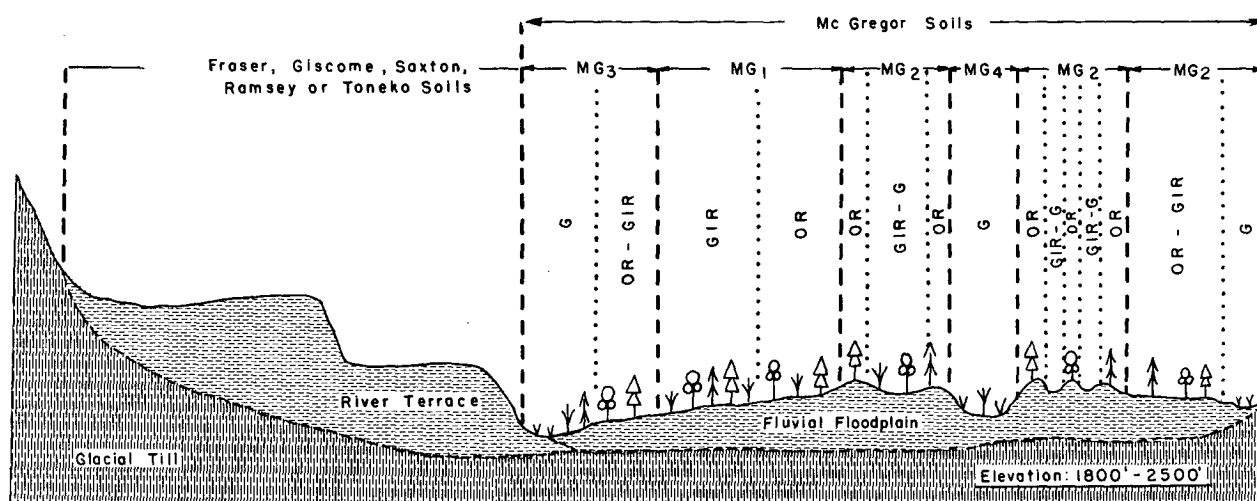 Mc Gregor Soils
Fraser, Giscome, Saxton,
Ramsey or Toneko Soils
MG3
MG1
MG2
MG4
MG2
MG2
G
OR - GIR
GIR
OR
OR
GIR - G
OR
G
OR
GIR - G
OR
GIR - G
OR
OR - GIR
G
River Terrace
Fluvial Floodplain
Glacial Till
Elevation: 1800' - 2500'